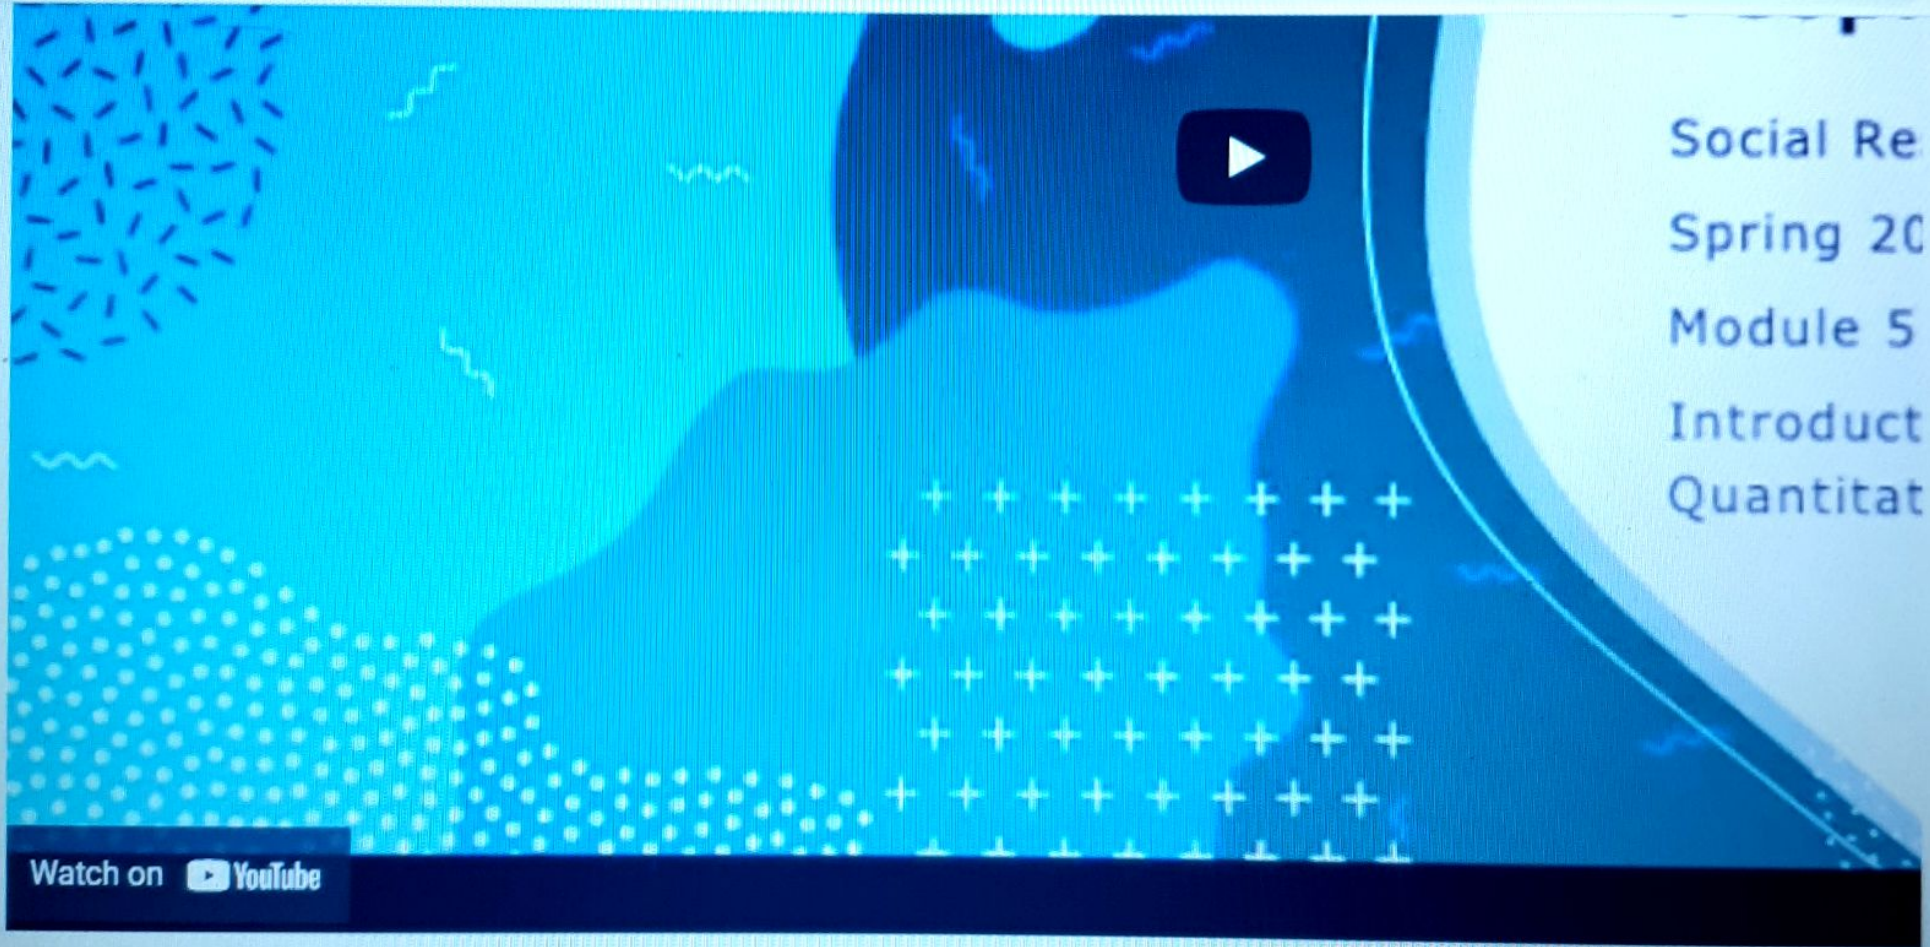 Social Re
Spring 20
Module 5
Introduct
Quantitat
Watch on YouTube